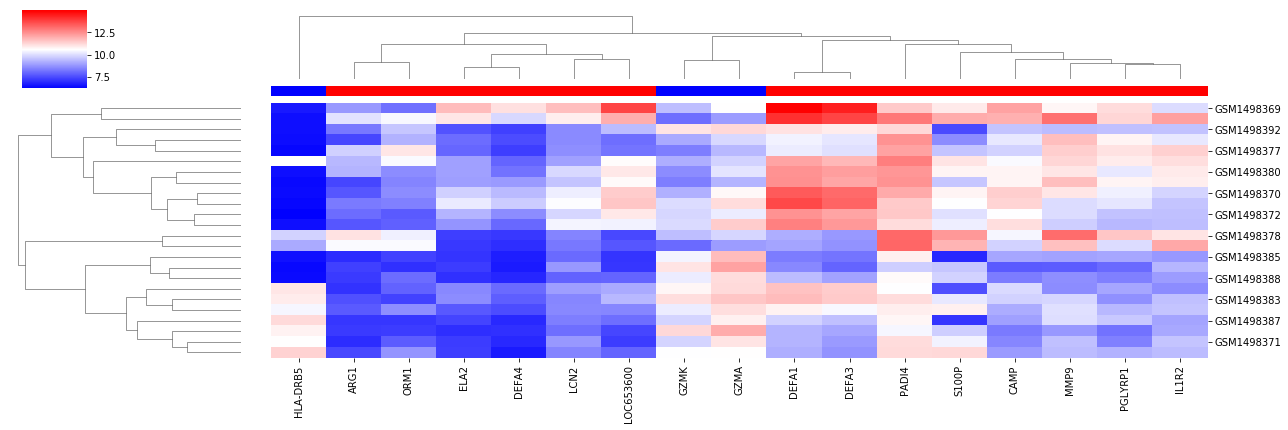 12.5
10.0
7.5
GSM1498369
GSM1498392
GSM1498377
GSM1498380
GSM1498370
GSM1498372
GSM1498378
GSM1498385
GSM1498388
GSM1498383
GSM1498387
GSM1498371
HLA-DRB5
ARG1
ORM1
ELA2
DEFA4
LCN2
LOC653600
GZMK
GZMA
DEFA1
DEFA3
PADI4
S100P
CAMP
MMP9
PGLYRP1
IL1R2